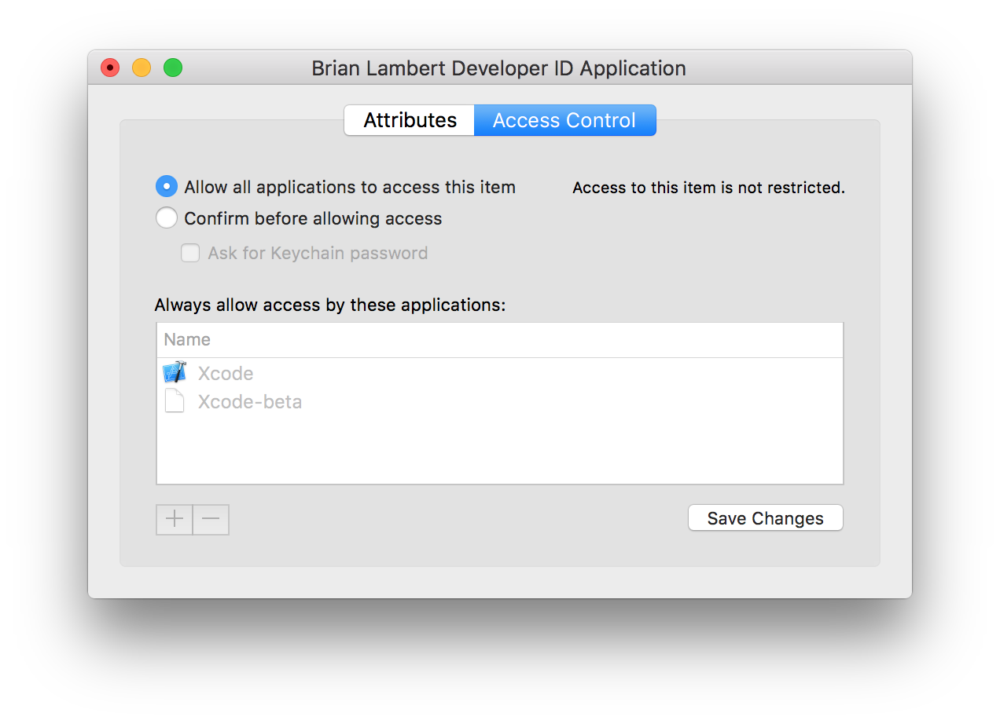 Brian Lambert Developer ID Application
Attributes Access Control
Allow all applications to access this item Access to this item is not restricted.
Confirm before allowing access
Ask for Keychain password
Always allow access by these applications:
Name
Xcode
Xcode-beta
Save Changes